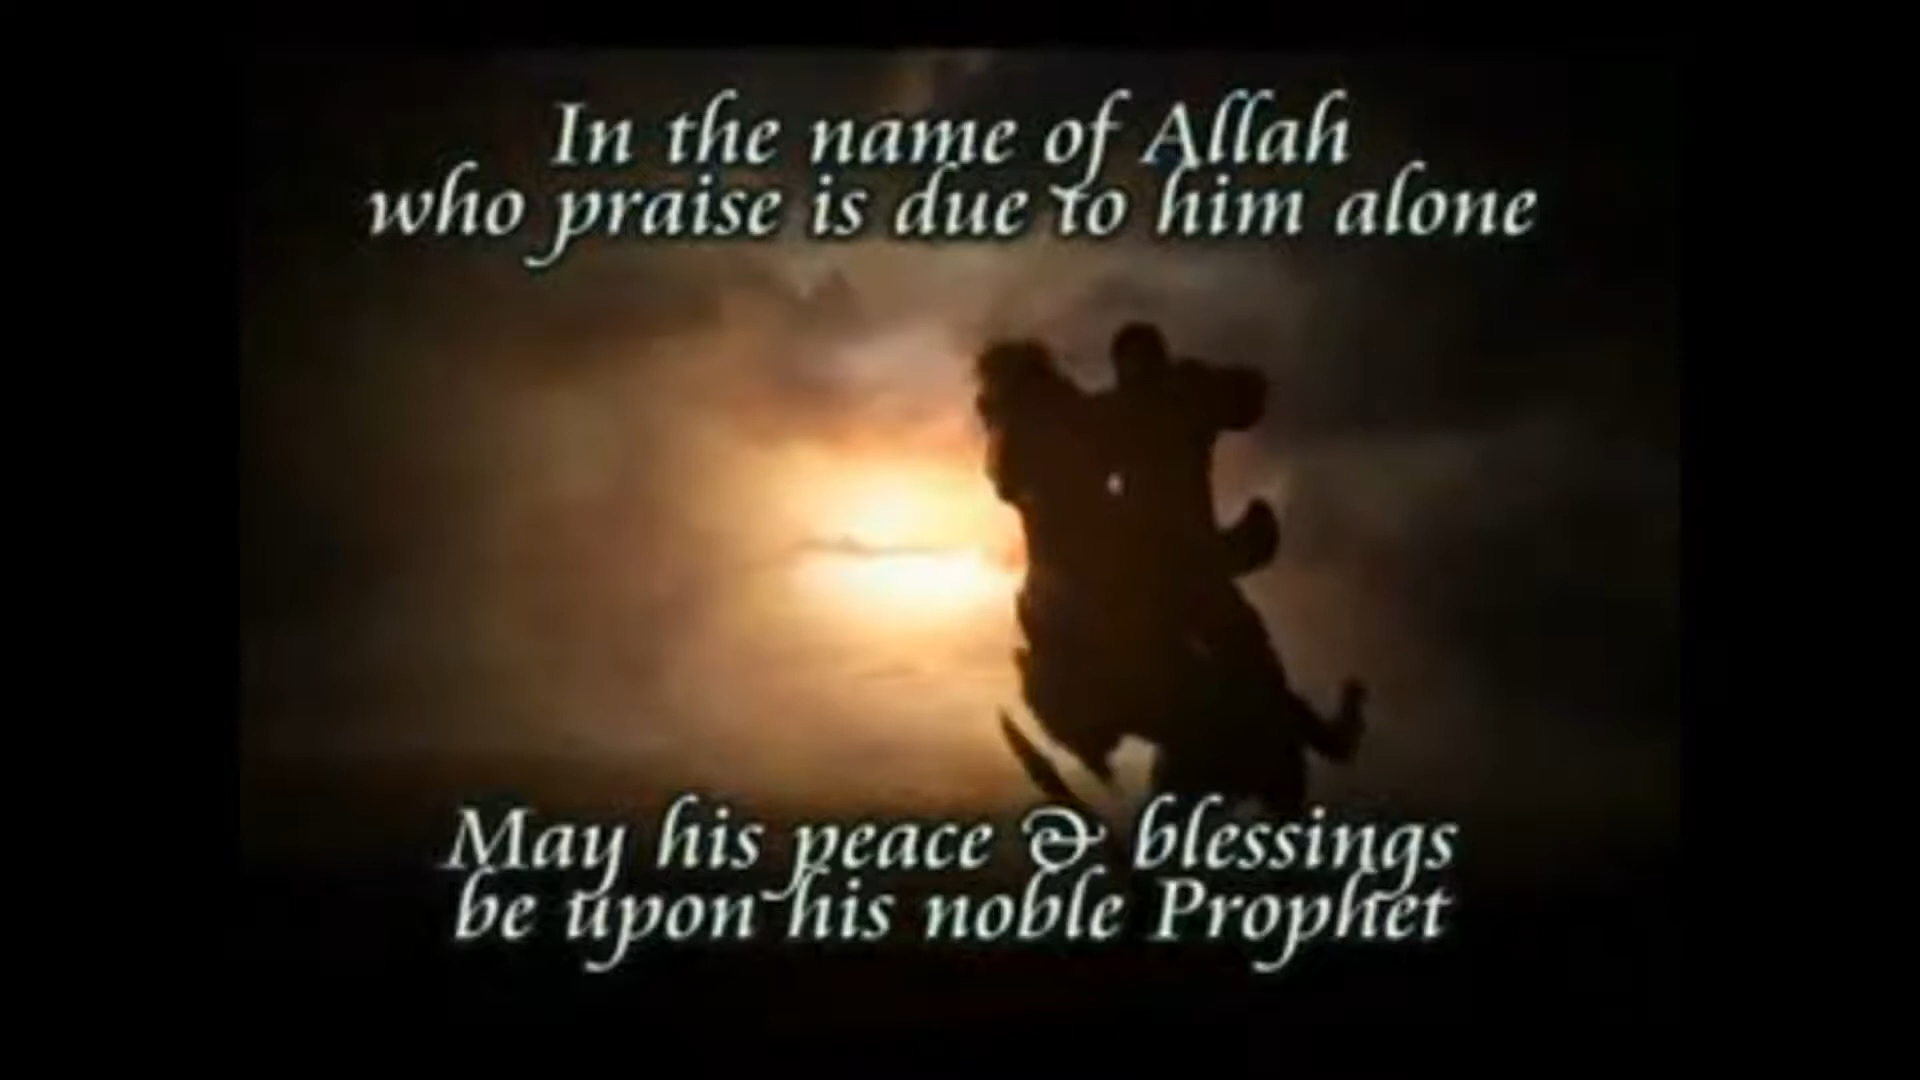 In the name of Allah
who praise is due to him alone
May his peace & blessings
be upon his noble Prophet